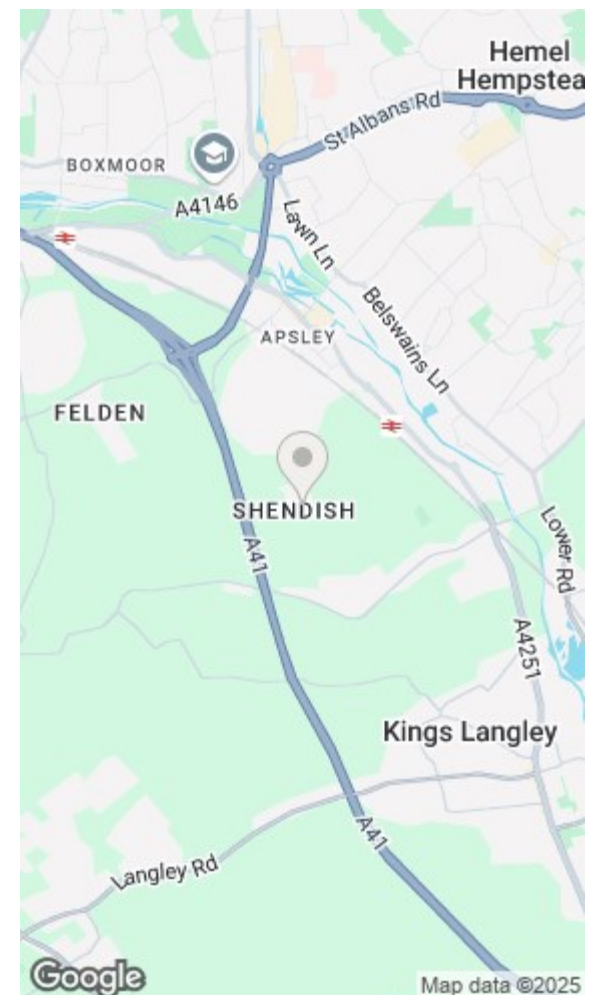 Hemel
Hempstea
St Albans Rd
BOXMOOR
A4146
Lawn Ln
Belswains Ln
APSLEY
FELDEN
SHENDISH
A41
Lower Rd
A4251
Kings Langley
A41
Langley Rd
Google
Map data ©2025